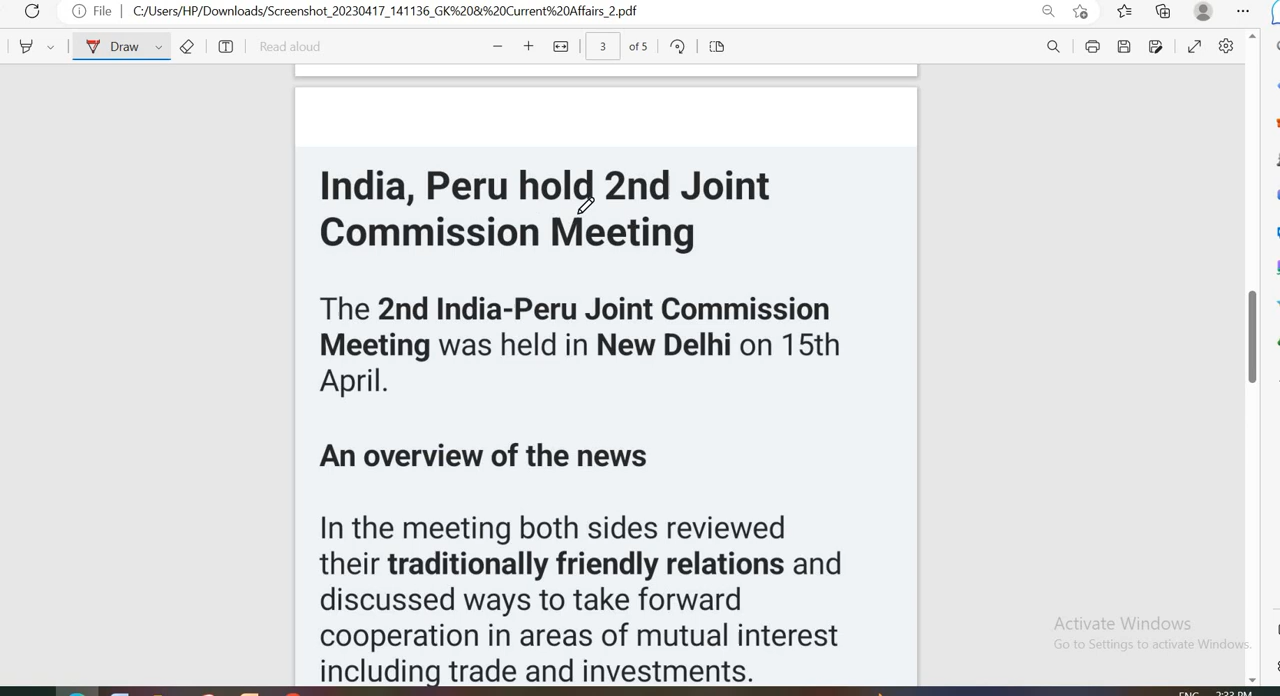 File
C:/Users/HP/Downloads/Screenshot_20230417_141136_GK%20&%20Current%20Affairs_2.pdf
Draw
Read aloud
3
of 5
India, Peru hold 2nd Joint
Commission Meeting
The 2nd India-Peru Joint Commission
Meeting was held in New Delhi on 15th
April.
An overview of the news
In the meeting both sides reviewed
their traditionally friendly relations and
discussed ways to take forward
cooperation in areas of mutual interest
including trade and investments.
Activate Windows
Go to Settings to activate Windows.
ENG
2:33 PM